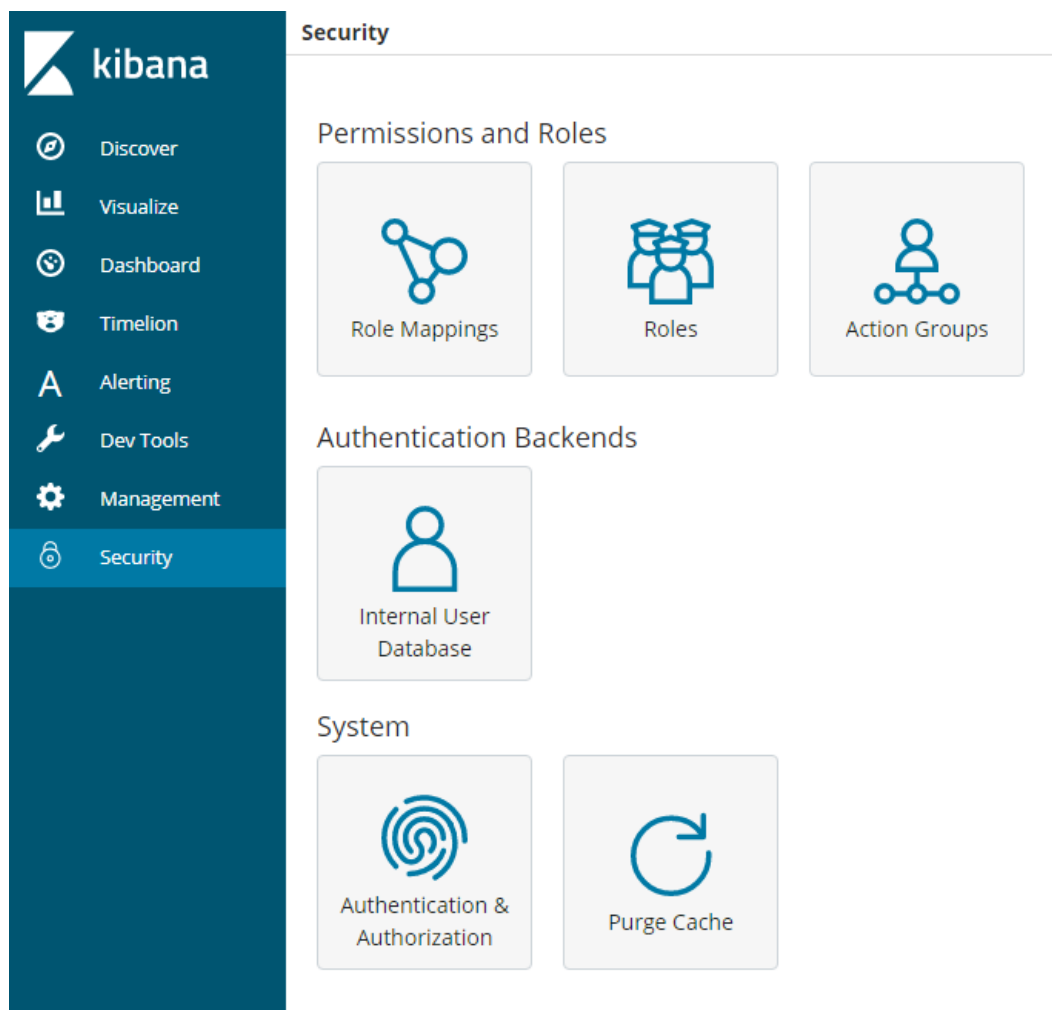 kibana
Discover
Visualize
Dashboard
Timelion
A Alerting
Dev Tools
Management
Security
Security
Permissions and Roles
Role Mappings
Roles
Action Groups
Authentication Backends
Internal User
Database
System
Authentication &
Authorization
Purge Cache